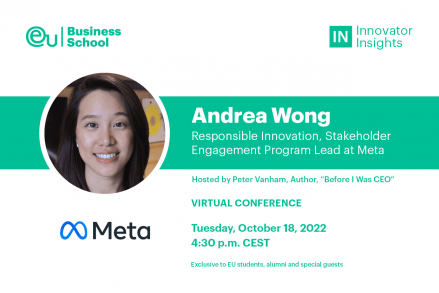 eu Business
School
IN Innovator
Insights
Andrea Wong
Responsible Innovation, Stakeholder
Engagement Program Lead at Meta
Hosted by Peter Vanham, Author, "Before I Was CEO"
VIRTUAL CONFERENCE
Meta
Tuesday, October 18, 2022
4:30 p.m. CEST
Exclusive to EU students, alumni and special guests